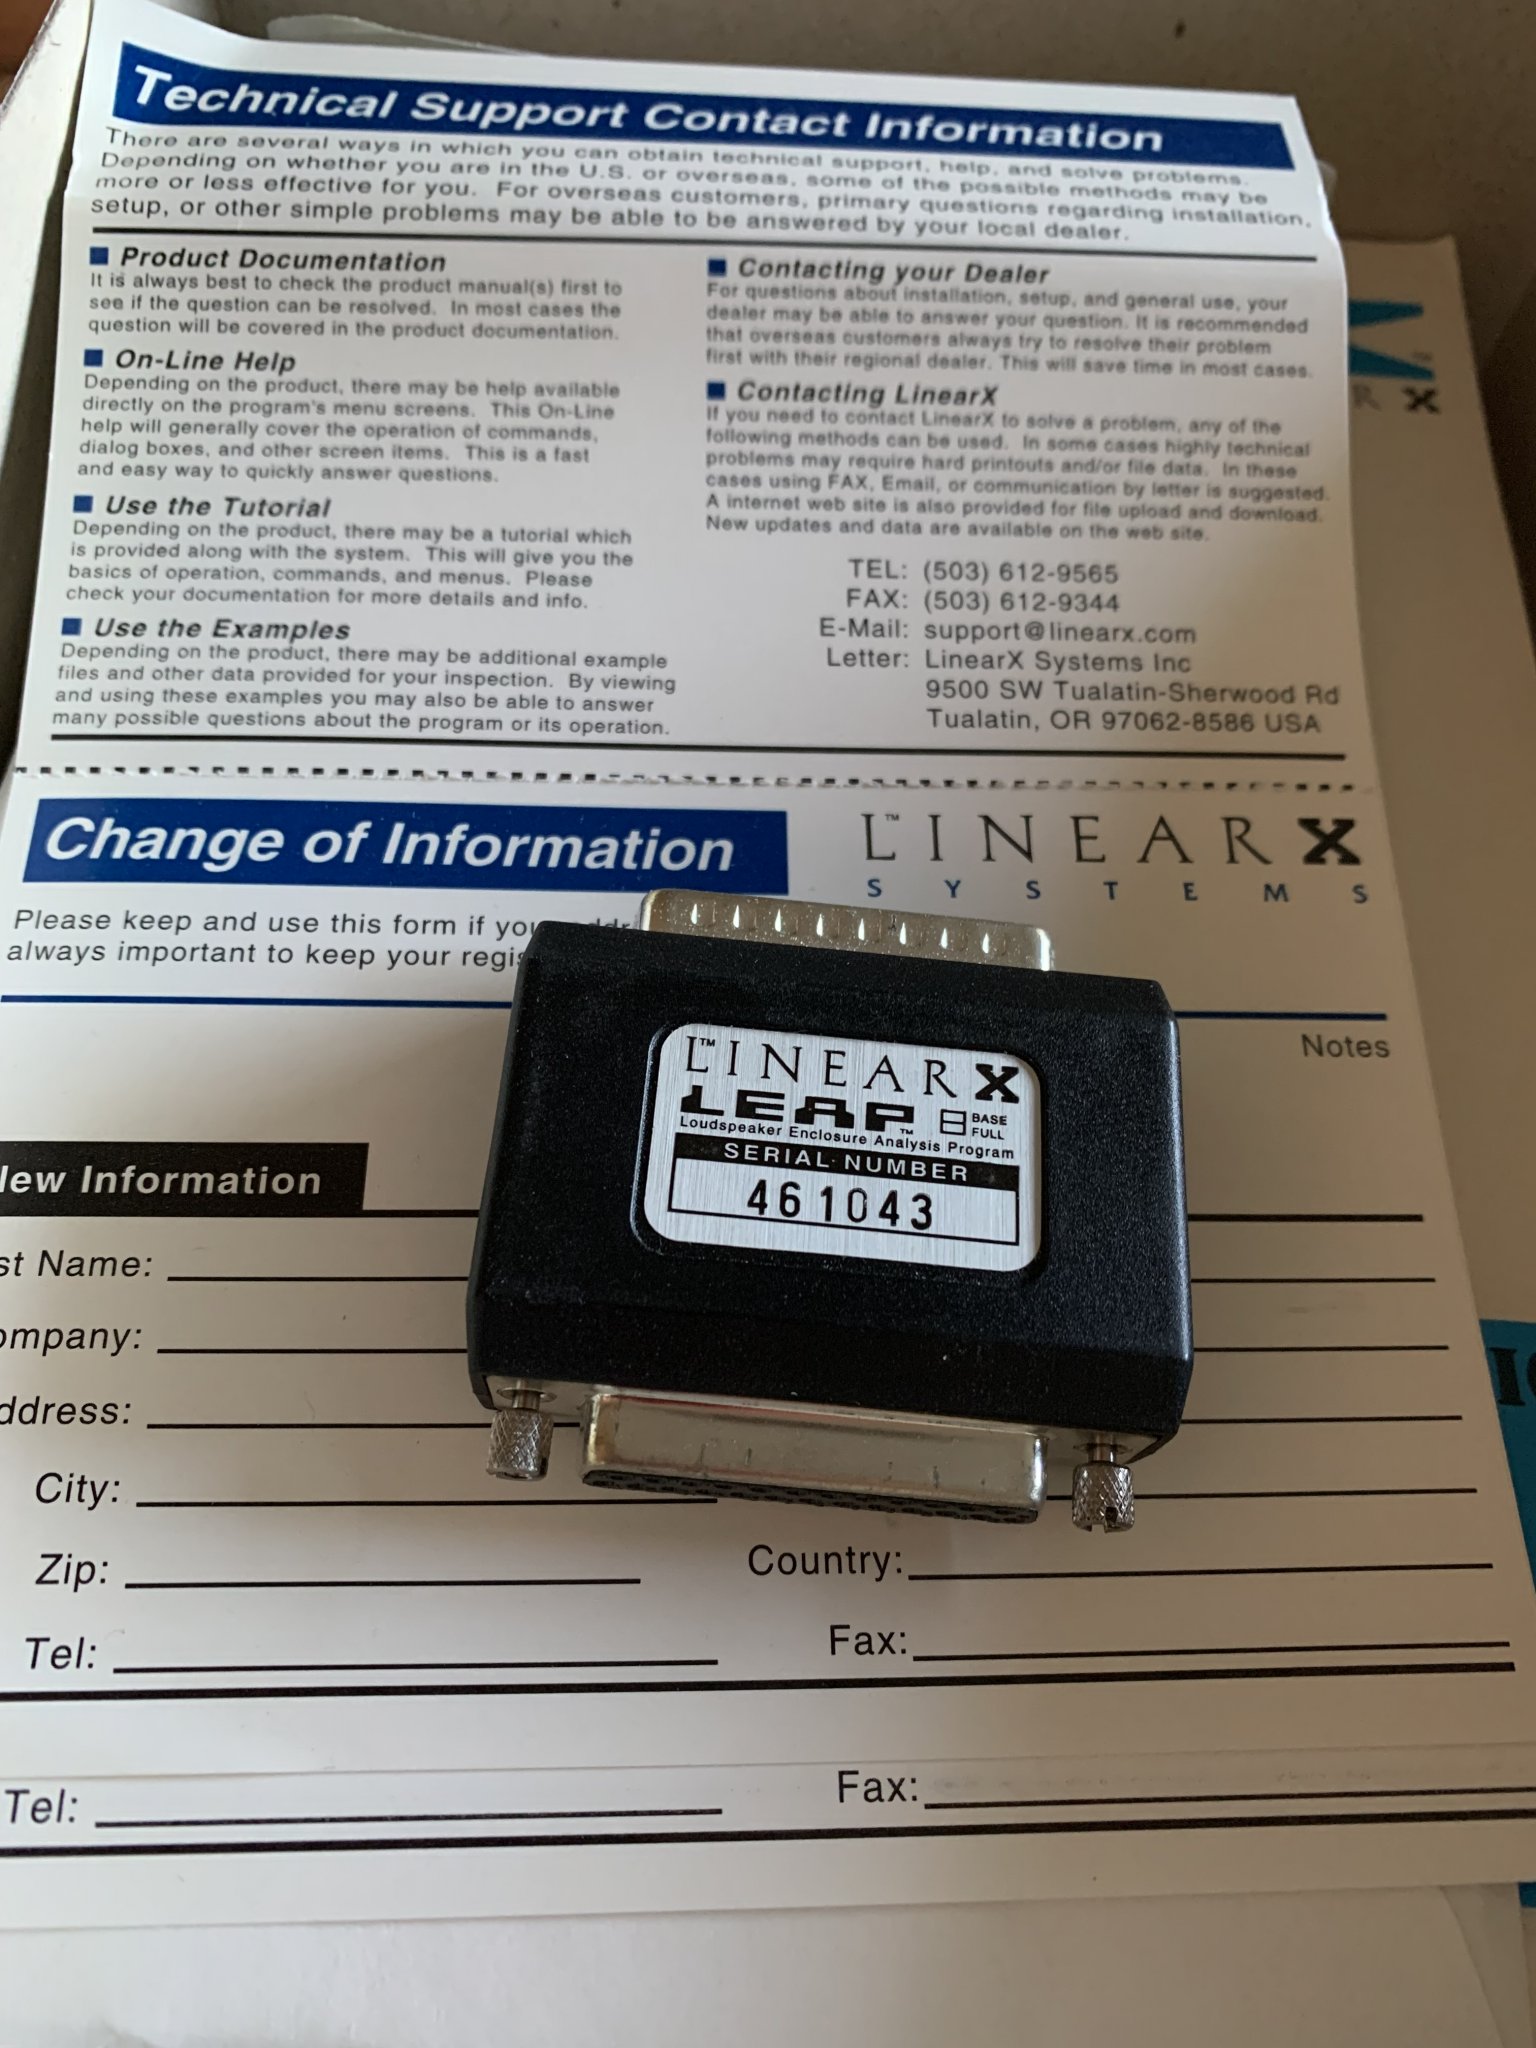 Technical Support Contact Information
There are several ways in which you can obtain technical support, help, and solve problems.
Depending on whether you are in the U.S. or overseas, some of the possible methods may be
more or less effective for you. For overseas customers, primary questions regarding installation,
setup, or other simple problems may be able to be answered by your local dealer.
Product Documentation
It is always best to check the product manual(s) first to
see if the question can be resolved. In most cases the
question will be covered in the product documentation.
On-Line Help
Depending on the product, there may be help available
directly on the program's menu screens. This On-Line
help will generally cover the operation of commands,
dialog boxes, and other screen items. This is a fast
and easy way to quickly answer questions.
Use the Tutorial
Depending on the product, there may be a tutorial which
is provided along with the system. This will give you the
basics of operation, commands, and menus. Please
check your documentation for more details and info.
Use the Examples
Depending on the product, there may be additional example
files and other data provided for your inspection. By viewing
and using these examples you may also be able to answer
many possible questions about the program or its operation.
Contacting your Dealer
For questions about installation, setup, and general use, your
dealer may be able to answer your question. It is recommended
that overseas customers always try to resolve their problem
first with their regional dealer. This will save time in most cases.
Contacting LinearX
If you need to contact LinearX to solve a problem, any of the
following methods can be used. In some cases highly technical
problems may require hard printouts and/or file data. In these
cases using FAX, Email, or communication by letter is suggested.
A internet web site is also provided for file upload and download.
New updates and data are available on the web site.
TEL: (503) 612-9565
FAX: (503) 612-9344
E-Mail: support@linearx.com
Letter: LinearX Systems Inc
9500 SW Tualatin-Sherwood Rd
Tualatin, OR 97062-8586 USA
R X
Change of Information
LINEARX™
SYSTEMS
Please keep and use this form if you
always important to keep your regis
Notes
LINEARX™
LEAP™ BASE
FULL
Loudspeaker Enclosure Analysis Program
SERIAL NUMBER
461043
New Information
st Name:
ompany:
ddress:
City:
Zip: Country:
Tel: Fax:
Tel: Fax: